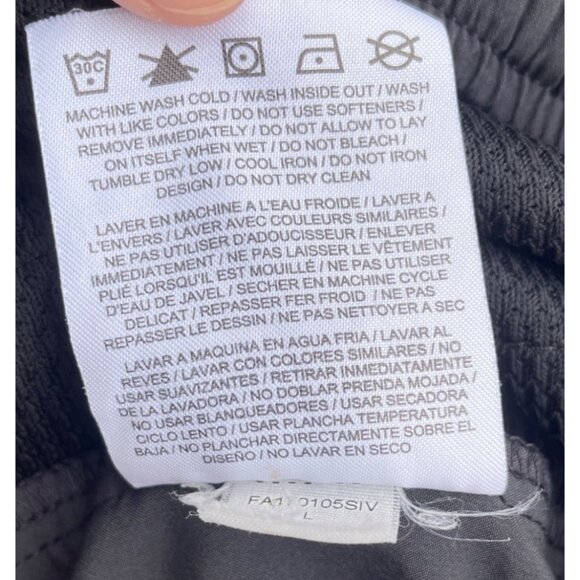 30C
MACHINE WASH COLD / WASH INSIDE OUT / WASH
WITH LIKE COLORS / DO NOT USE SOFTENERS /
REMOVE IMMEDIATELY / DO NOT ALLOW TO LAY
ON ITSELF WHEN WET / DO NOT BLEACH /
TUMBLE DRY LOW / COOL IRON / DO NOT IRON
DESIGN / DO NOT DRY CLEAN
LAVER EN MACHINE A L'EAU FROIDE / LAVER A
L'ENVERS / LAVER AVEC COULEURS SIMILAIRES /
NE PAS UTILISER D'ADOUCISSEUR / ENLEVER
IMMÉDIATEMENT / NE PAS LAISSER LE VÊTEMENT
PLIÉ LORSQU'IL EST MOUILLÉ / NE PAS UTILISER
D'EAU DE JAVEL / SECHER EN MACHINE CYCLE
DELICAT / REPASSER FER FROID / NE PAS
REPASSER LE DESSIN / NE PAS NETTOYER A SEC
LAVAR A MAQUINA EN AGUA FRIA / LAVAR AL
REVES / LAVAR CON COLORES SIMILARES / NO
USAR SUAVIZANTES / RETIRAR INMEDIATAMENTE
DE LA LAVADORA / NO DOBLAR PRENDA MOJADA /
NO USAR BLANQUEADORES / USAR SECADORA
CICLO LENTO / USAR PLANCHA TEMPERATURA
BAJA / NO PLANCHAR DIRECTAMENTE SOBRE EL
DISEÑO / NO LAVAR EN SECO
L